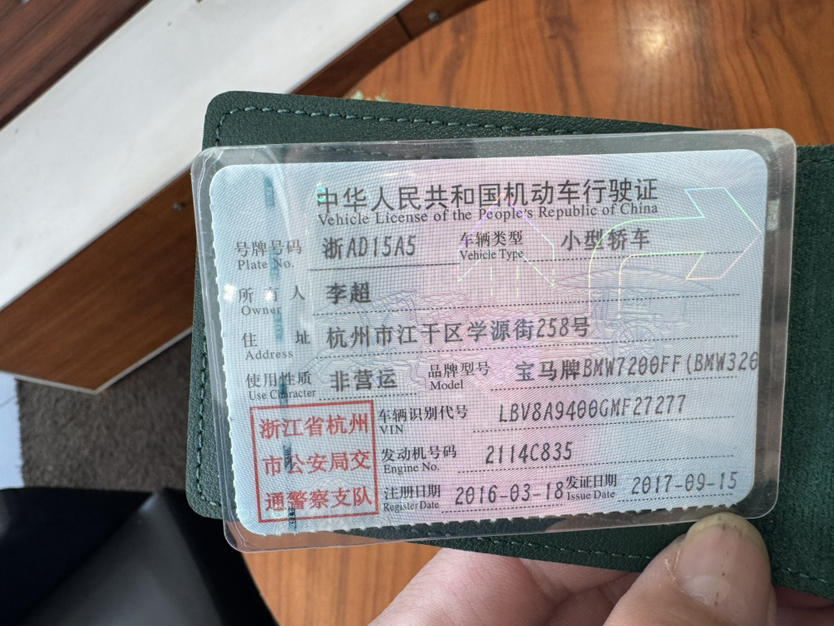 中华人民共和国机动车行驶证
Vehicle License of the People's Republic of China
号牌号码 浙AD15A5 车辆类型 小型轿车
Plate No. Vehicle Type
所有人 李超
Owner
住址 杭州市江干区学源街258号
Address
使用性质 非营运 品牌型号 宝马牌BMW7200FF(BMW320
Use Character Model
浙江省杭州
市公安局交
通警察支队
车辆识别代号 LBV8A9400GMF27277
VIN
发动机号码 2114C835
Engine No.
注册日期 2016-03-18 发证日期 2017-09-15
Register Date Issue Date